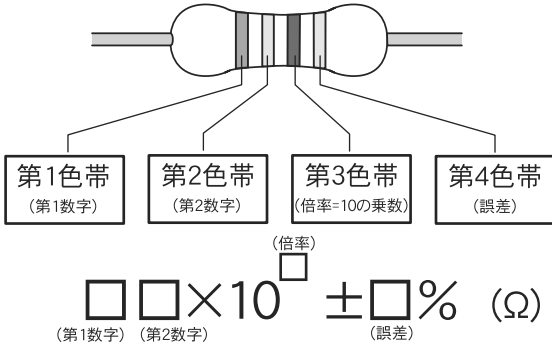 第1色帯 第2色帯 第3色帯 第4色帯
(第1数字) (第2数字) (倍率=10の乗数) (誤差)
(倍率)
□□×10□ ±□% (Ω)
(第1数字) (第2数字) (誤差)